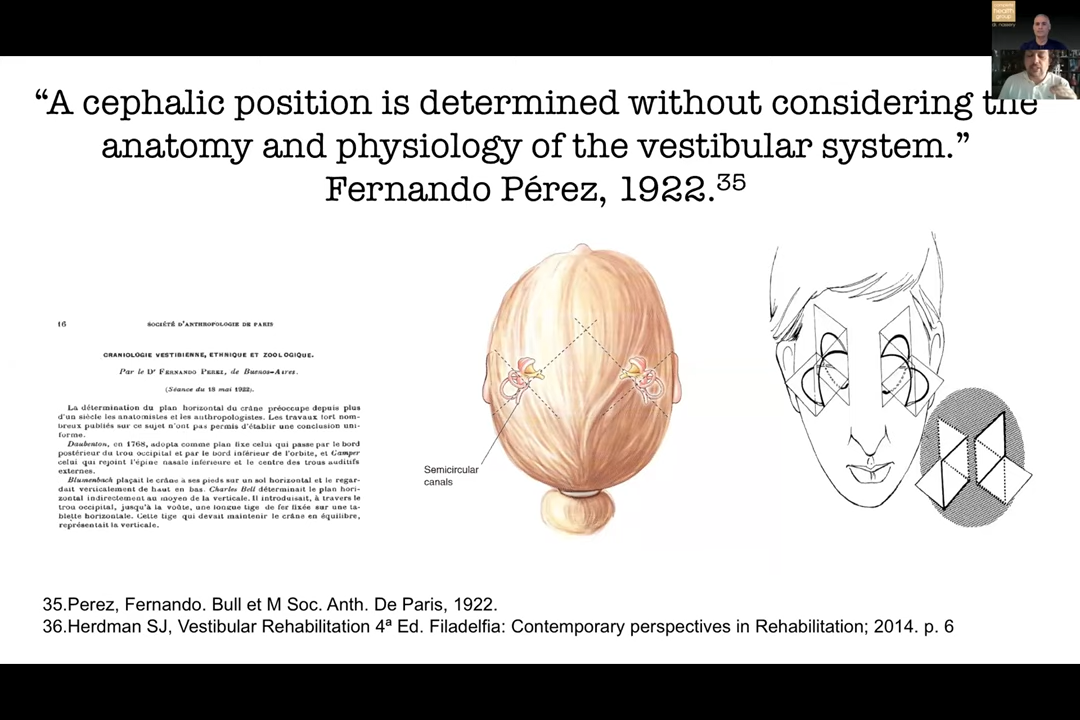 “A cephalic position is determined without considering the
anatomy and physiology of the vestibular system.”
Fernando Pérez, 1922.³⁵
16 SOCIÉTÉ D'ANTHROPOLOGIE DE PARIS
CRANIOLOGIE VESTIBIENNE, ETHNIQUE ET ZOOLOGIQUE.
Par le Dʳ FERNANDO PEREZ, de Buenos-Aires.
(Séance du 18 mai 1922).
La détermination du plan horizontal du crâne préoccupe depuis plus
d'un siècle les anatomistes et les anthropologistes. Les travaux fort nom-
breux publiés sur ce sujet n'ont pas permis d'établir une conclusion uni-
forme.
Daubenton, en 1768, adopta comme plan fixe celui qui passe par le bord
postérieur du trou occipital et par le bord inférieur de l'orbite, et Camper
celui qui rejoint l'épine nasale inférieure et le centre des trous auditifs
externes.
Blumenbach plaçait le crâne à ses pieds sur un sol horizontal et le regar-
dait verticalement de haut en bas. Charles Bell déterminait le plan hori-
zontal indirectement au moyen de la verticale. Il introduisait, à travers le
trou occipital, jusqu'à la voûte, une longue tige de fer fixée sur une ta-
blette horizontale. Cette tige qui devait maintenir le crâne en équilibre,
représentait la verticale.
Semicircular
canals
35.Perez, Fernando. Bull et M Soc. Anth. De Paris, 1922.
36.Herdman SJ, Vestibular Rehabilitation 4ª Ed. Filadelfia: Contemporary perspectives in Rehabilitation; 2014. p. 6
health
group